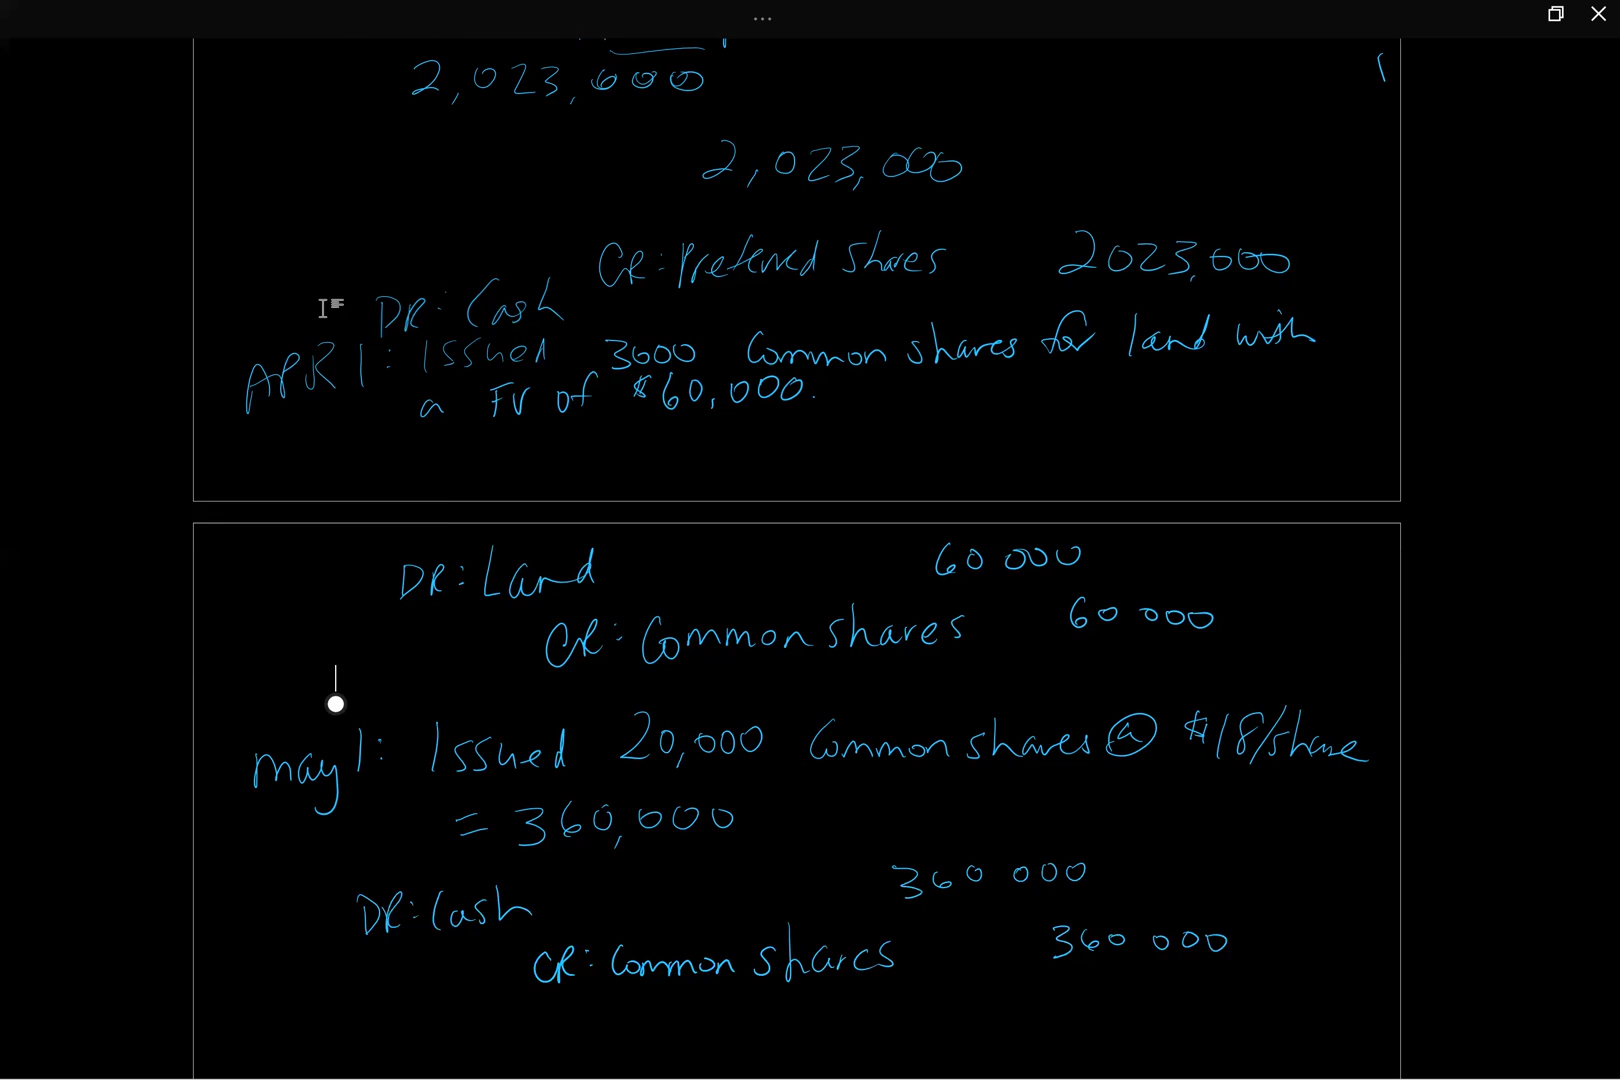 2,023,000
2,023,000
CR: Preferred shares 2023,000
DR: Cash
APR 1: Issued 3000 Common shares for land with
a FV of $60,000.
DR: Land 60 000
CR: Common shares 60 000
May 1: Issued 20,000 Common shares @ $18/share
= 360,000
DR: Cash 360 000
CR: Common shares 360 000